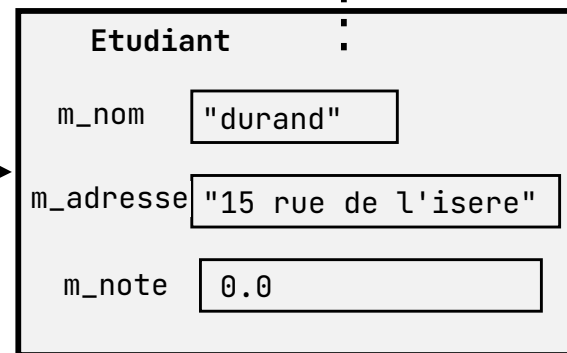 Etudiant
m_nom "durand"
m_adresse "15 rue de l'isere"
m_note 0.0